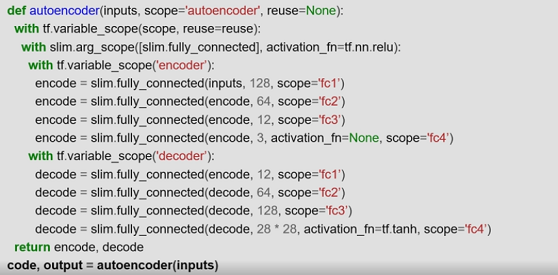 def autoencoder(inputs, scope='autoencoder', reuse=None):
with tf.variable_scope(scope, reuse=reuse):
with slim.arg_scope([slim.fully_connected], activation_fn=tf.nn.relu):
with tf.variable_scope('encoder'):
encode = slim.fully_connected(inputs, 128, scope='fc1')
encode = slim.fully_connected(encode, 64, scope='fc2')
encode = slim.fully_connected(encode, 12, scope='fc3')
encode = slim.fully_connected(encode, 3, activation_fn=None, scope='fc4')
with tf.variable_scope('decoder'):
decode = slim.fully_connected(encode, 12, scope='fc1')
decode = slim.fully_connected(decode, 64, scope='fc2')
decode = slim.fully_connected(decode, 128, scope='fc3')
decode = slim.fully_connected(decode, 28 * 28, activation_fn=tf.tanh, scope='fc4')
return encode, decode
code, output = autoencoder(inputs)